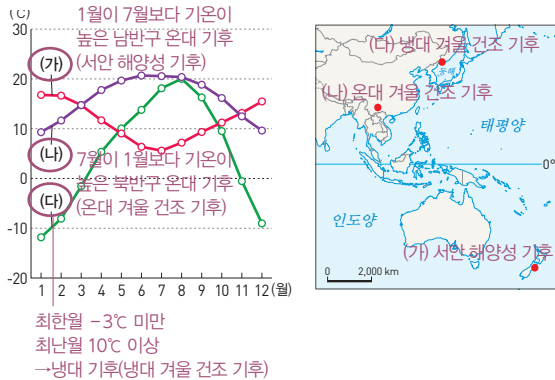 (℃)
30
20
10
0
-10
-20
1 2 3 4 5 6 7 8 9 10 11 12 (월)
1월이 7월보다 기온이
높은 남반구 온대 기후
(서안 해양성 기후)
(가)
(나)
(다)
7월이 1월보다 기온이
높은 북반구 온대 기후
(온대 겨울 건조 기후)
최한월 -3℃ 미만
최난월 10℃ 이상
→냉대 기후(냉대 겨울 건조 기후)
(다) 냉대 겨울 건조 기후
동해
(나) 온대 겨울 건조 기후
태평양
0°
인도양
(가) 서안 해양성 기후
0 2,000 km